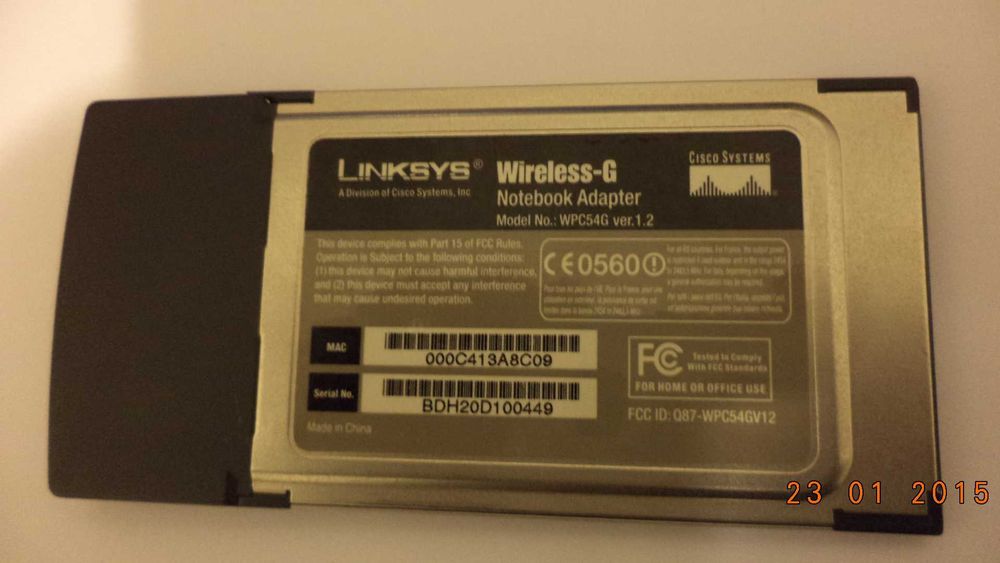 LINKSYS®
A Division of Cisco Systems, Inc.
Wireless-G
Notebook Adapter
Model No.: WPC54G ver.1.2
CISCO SYSTEMS
This device complies with Part 15 of FCC Rules.
Operation is Subject to the following conditions:
(1) this device may not cause harmful interference,
and (2) this device must accept any interference
that may cause undesired operation.
CE0560
MAC
000C413A8C09
Serial No.
BDH20D100449
Made in China
FC
Tested to Comply
With FCC Standards
FOR HOME OR OFFICE USE
FCC ID: Q87-WPC54GV12
23 01 2015